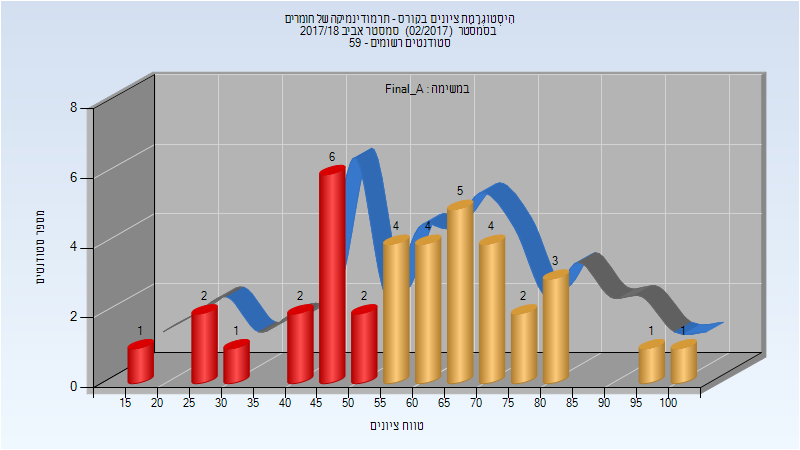 היסטוגרמת ציונים בקורס - תרמודינמיקה של חומרים
בסמסטר (02/2017) סמסטר אביב 2017/18
סטודנטים רשומים - 59
במשימה : Final_A
מספר סטודנטים
8
6
4
2
0
1
2
1
2
6
2
4
4
5
4
2
3
1
1
15 20 25 30 35 40 45 50 55 60 65 70 75 80 85 90 95 100
טווח ציונים